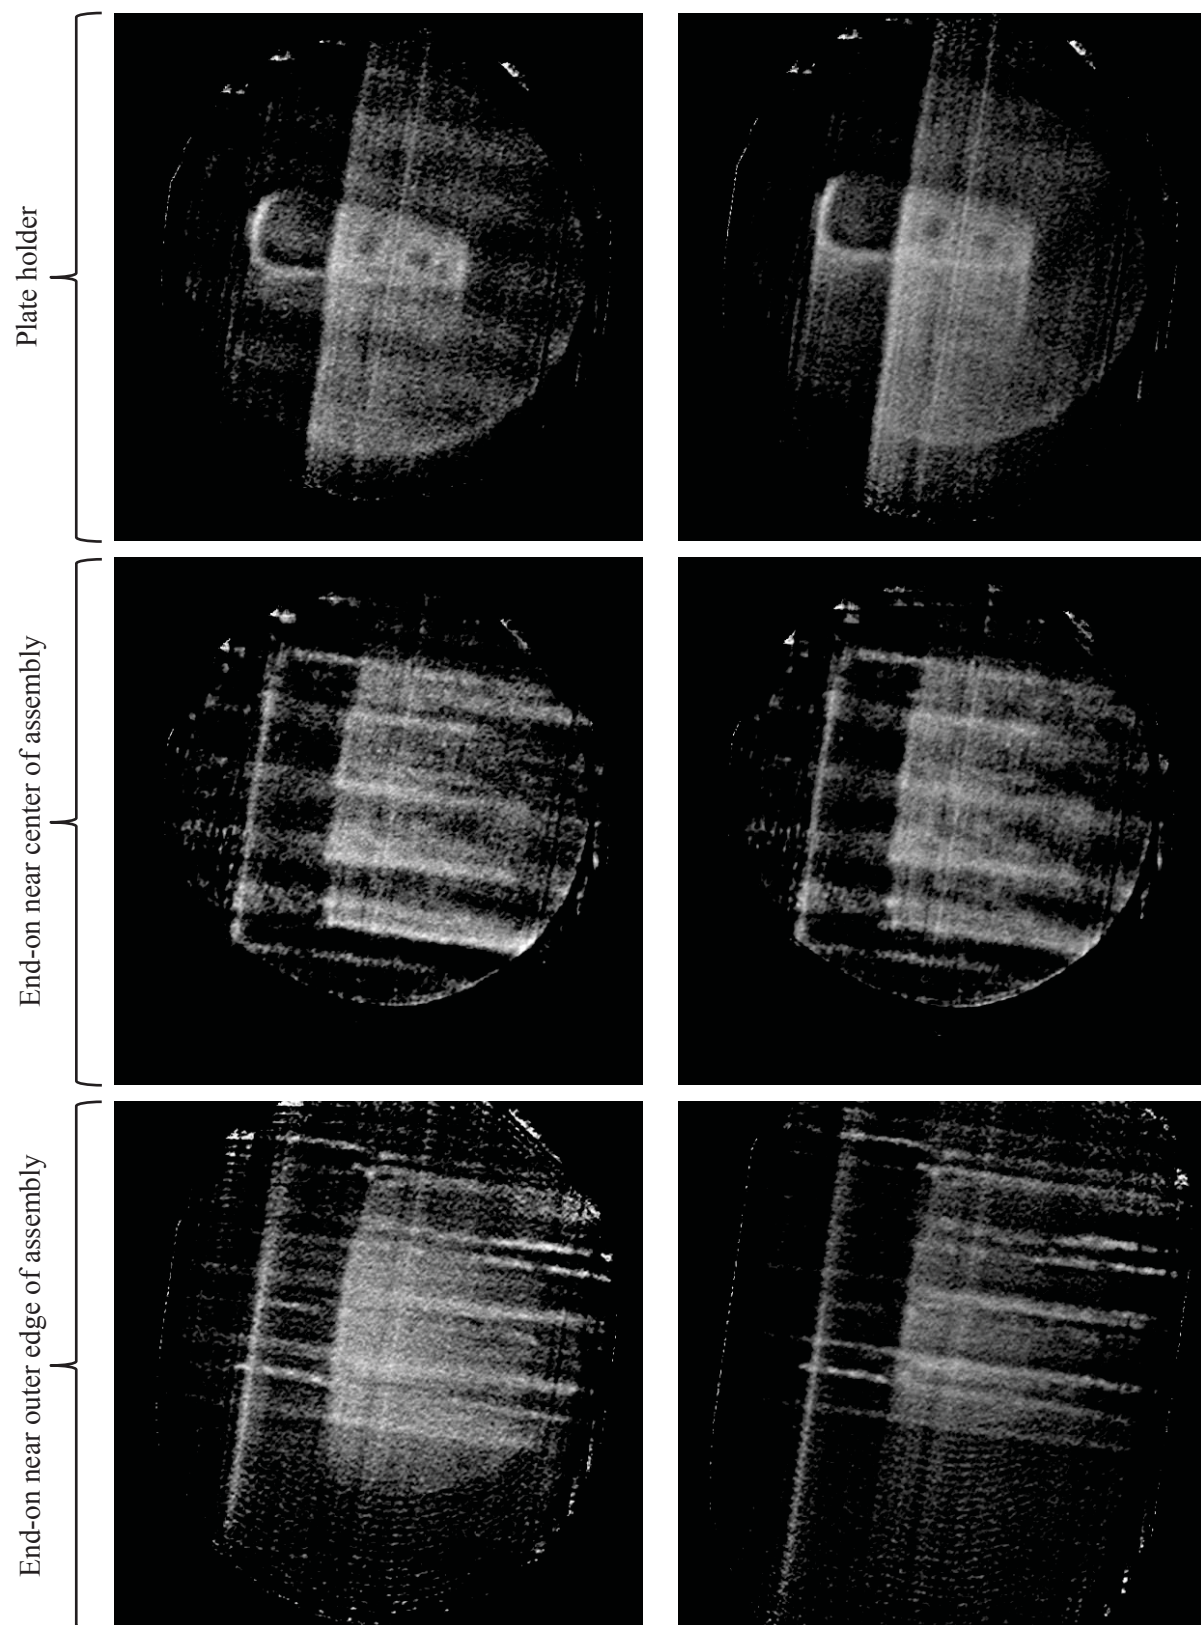 Plate holder
End-on near center of assembly
End-on near outer edge of assembly